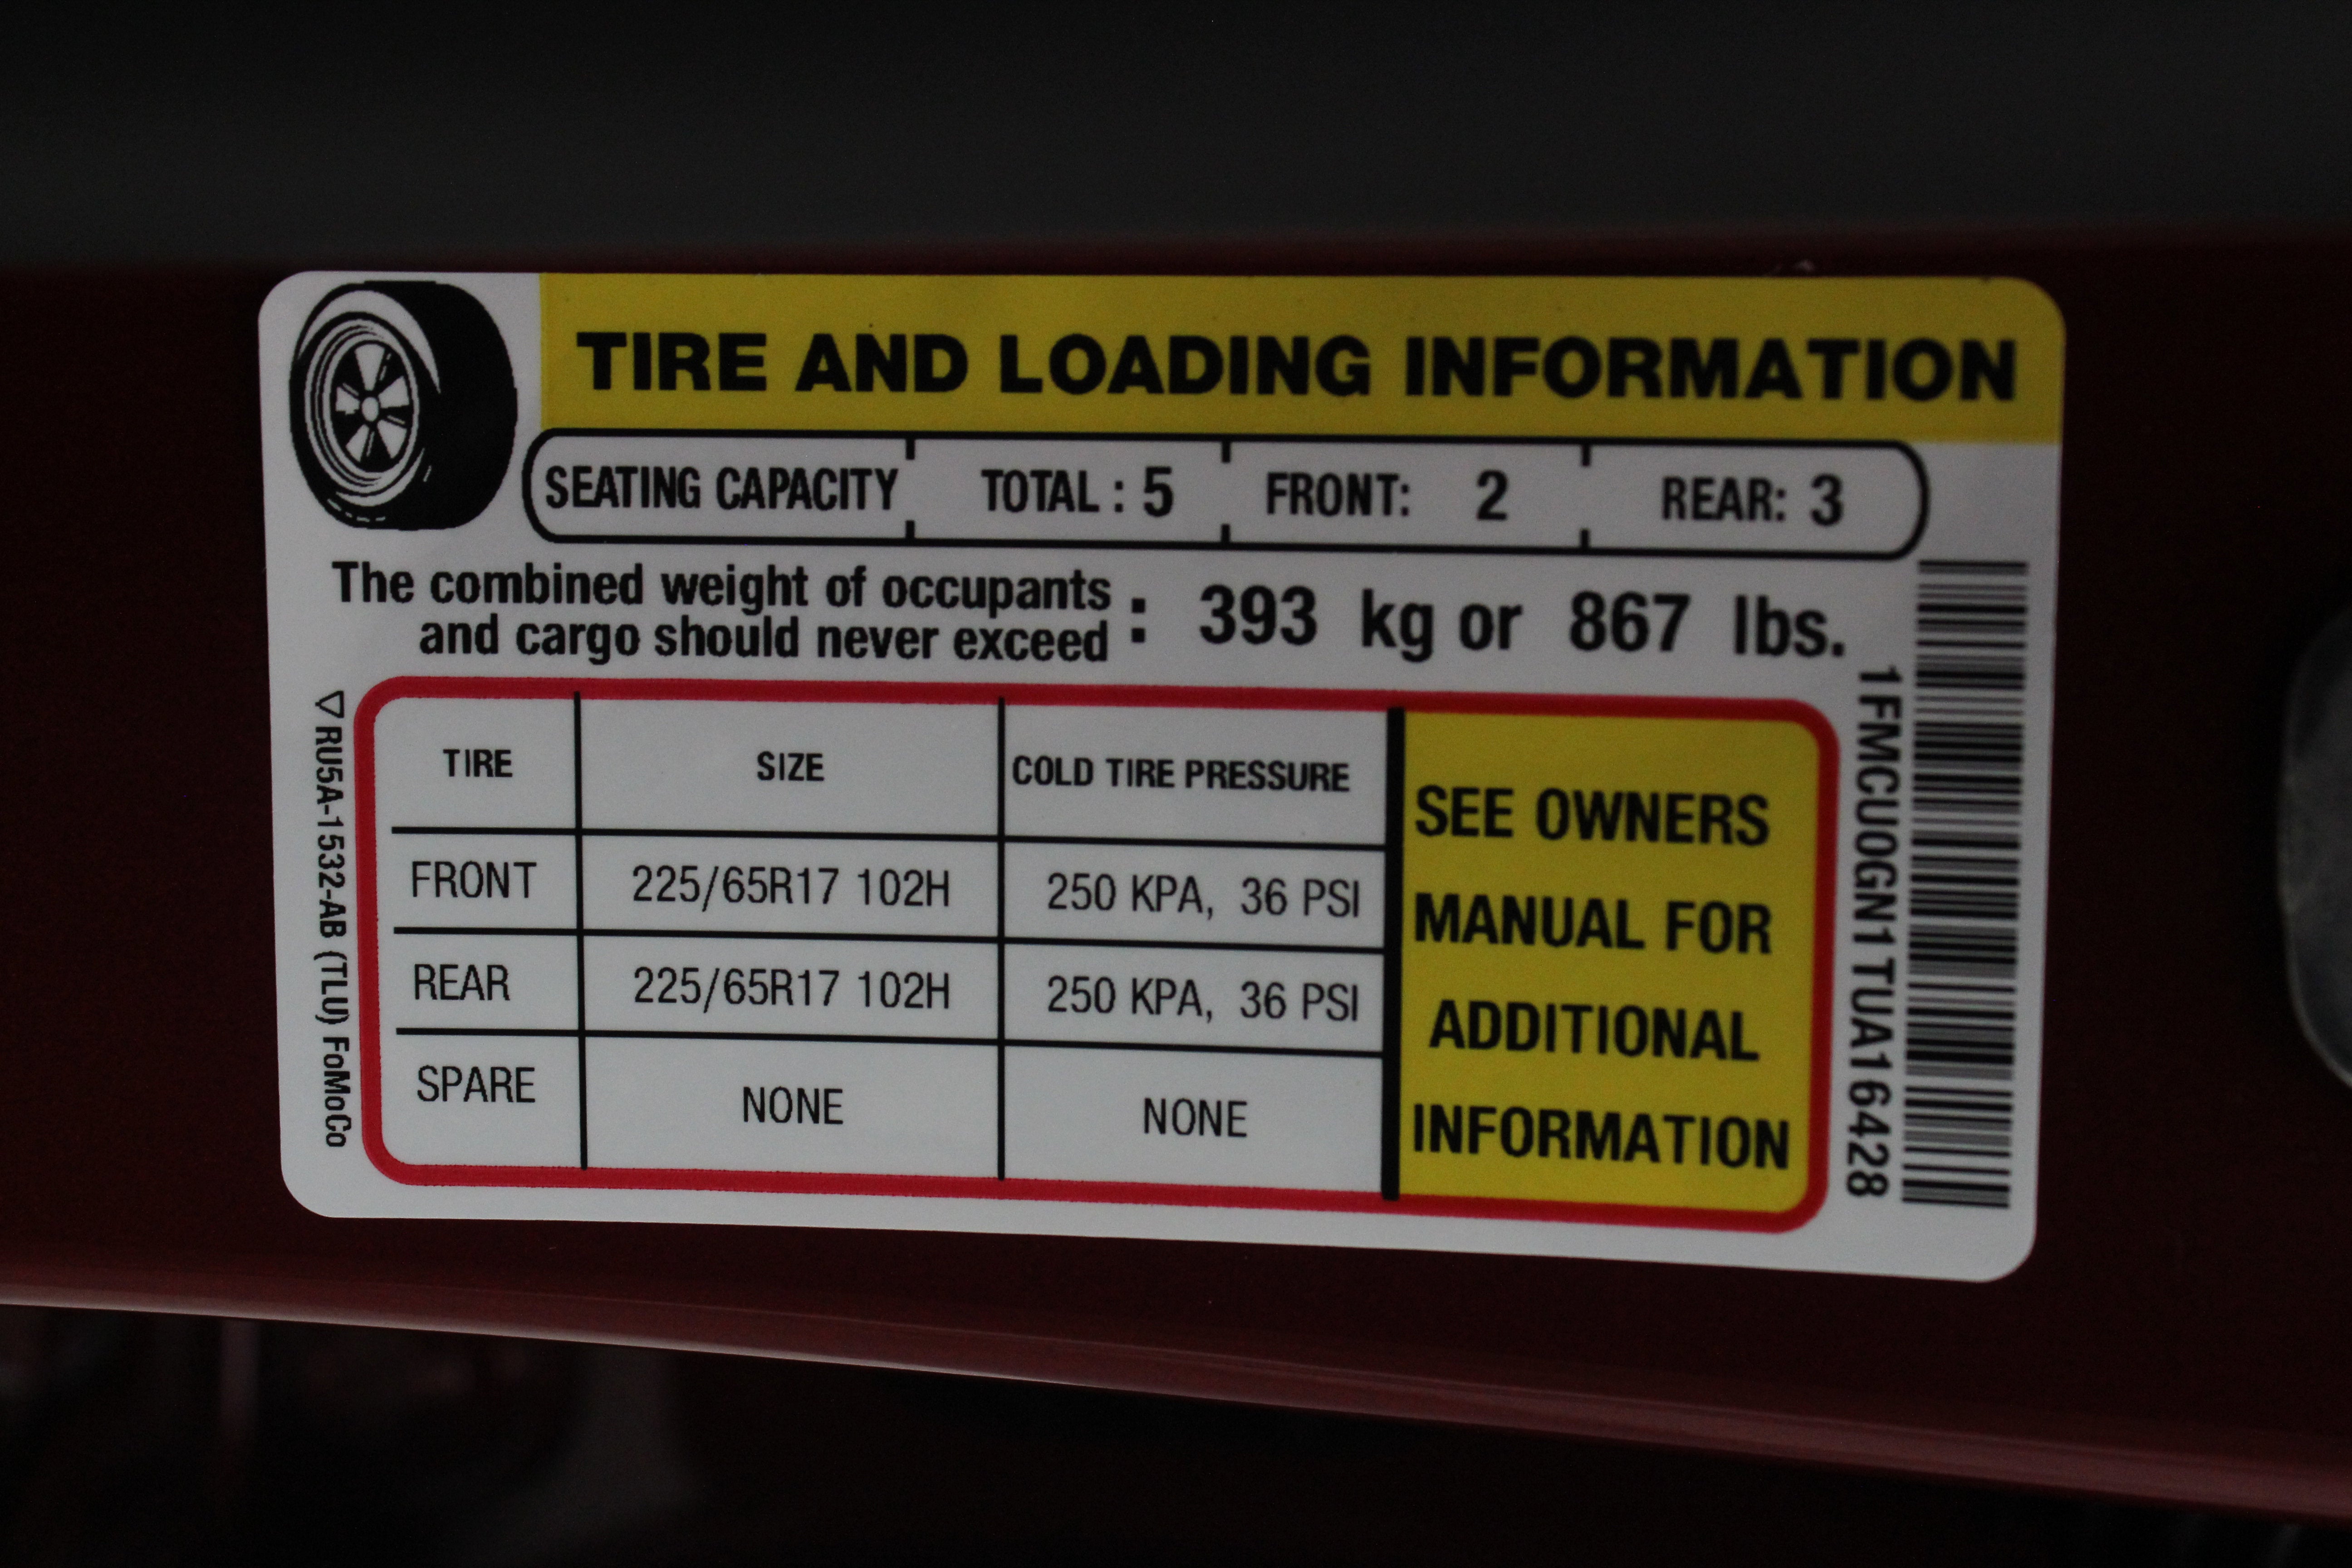 TIRE AND LOADING INFORMATION
SEATING CAPACITY TOTAL : 5 FRONT: 2 REAR: 3
The combined weight of occupants
and cargo should never exceed : 393 kg or 867 lbs.
TIRE SIZE COLD TIRE PRESSURE
FRONT 225/65R17 102H 250 KPA, 36 PSI
REAR 225/65R17 102H 250 KPA, 36 PSI
SPARE NONE NONE
SEE OWNERS
MANUAL FOR
ADDITIONAL
INFORMATION
RU5A-1532-AB (TLU) FoMoCo
1FMCU0GN1TUA16428